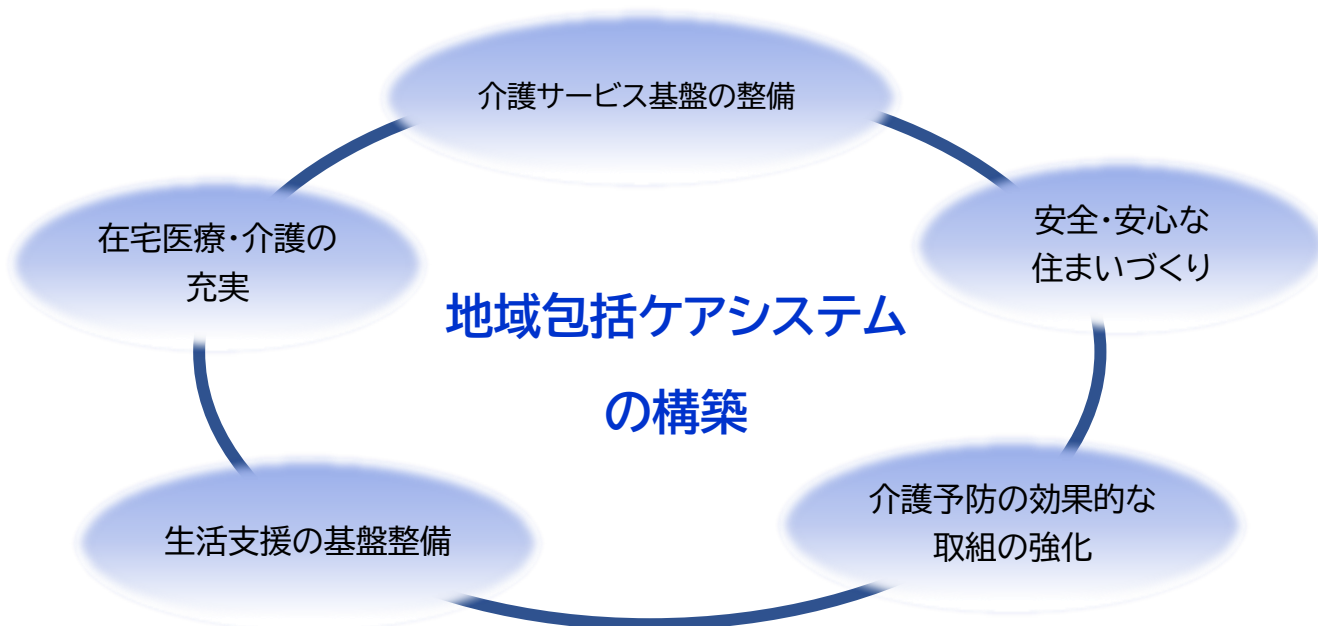 介護サービス基盤の整備
安全・安心な
住まいづくり
在宅医療・介護の
充実
地域包括ケアシステム
の構築
介護予防の効果的な
取組の強化
生活支援の基盤整備